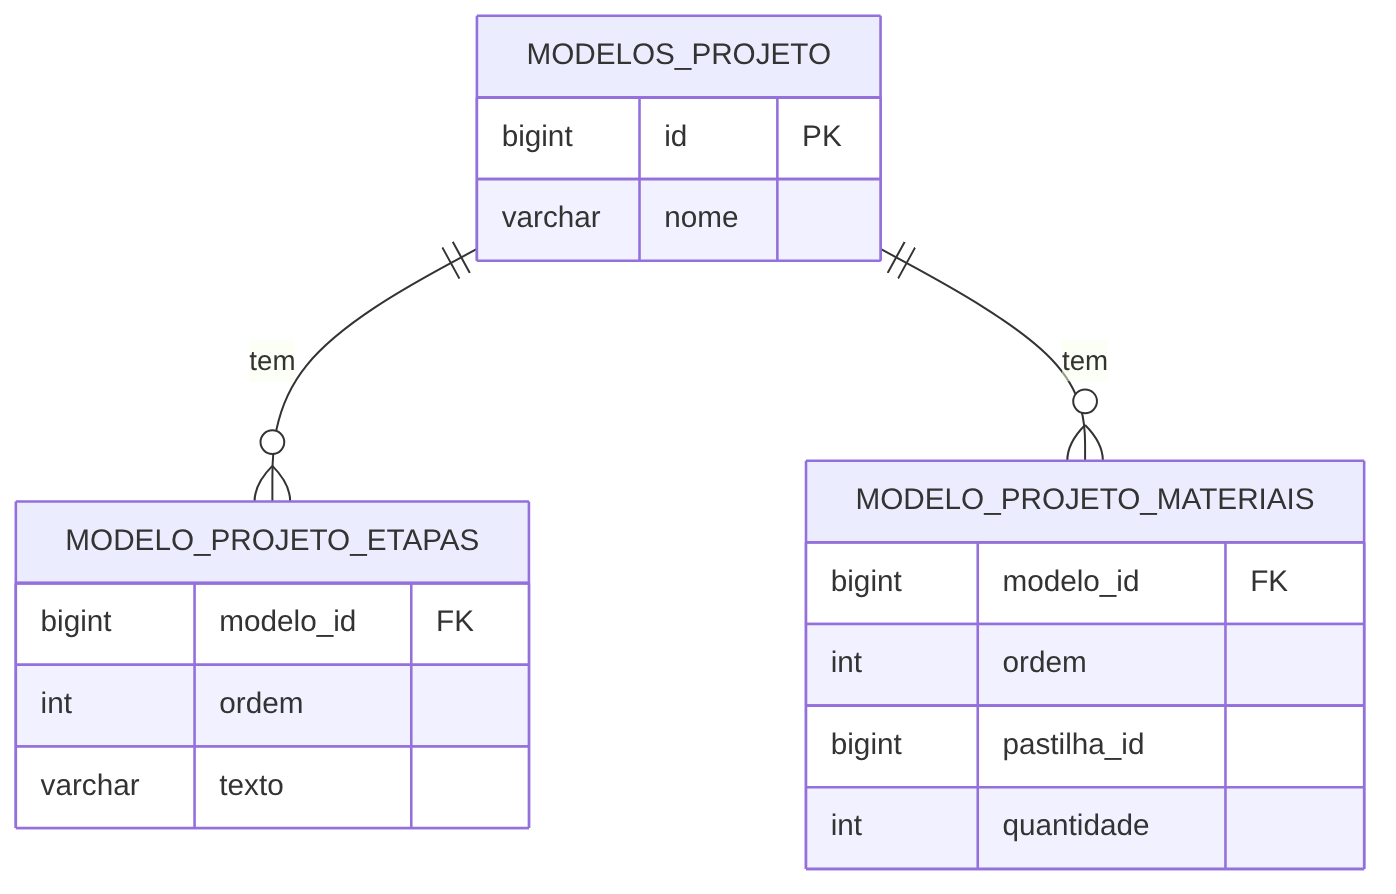 MODELOS_PROJETO
bigint id PK
varchar nome
tem
tem
MODELO_PROJETO_ETAPAS
bigint modelo_id FK
int ordem
varchar texto
MODELO_PROJETO_MATERIAIS
bigint modelo_id FK
int ordem
bigint pastilha_id
int quantidade